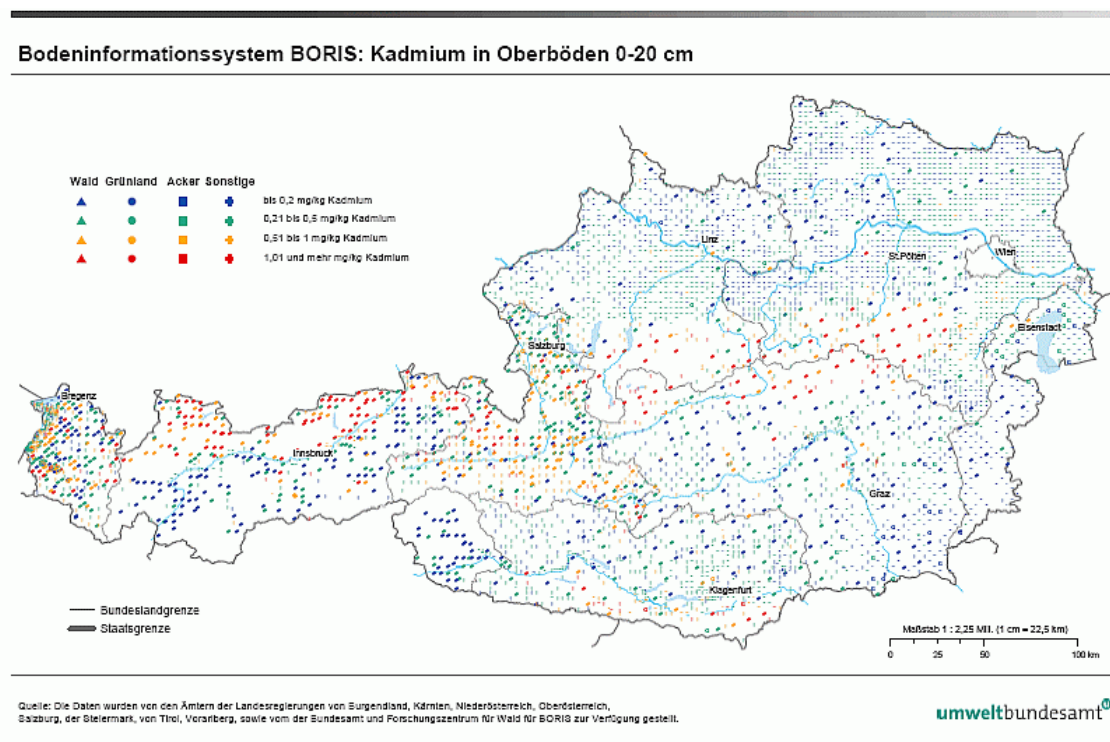 Bodeninformationssystem BORIS: Kadmium in Oberböden 0-20 cm
Wald Grünland Acker Sonstige
bis 0,2 mg/kg Kadmium
0,21 bis 0,5 mg/kg Kadmium
0,51 bis 1 mg/kg Kadmium
1,01 und mehr mg/kg Kadmium
Linz
St.Pölten
Wien
Eisenstadt
Salzburg
Bregenz
Innsbruck
Graz
Klagenfurt
Bundeslandgrenze
Staatsgrenze
Maßstab 1 : 2,25 Mill. (1 cm = 22,5 km)
0 25 50 100 km
Quelle: Die Daten wurden von den Ämtern der Landesregierungen von Burgenland, Kärnten, Niederösterreich, Oberösterreich,
Salzburg, der Steiermark, von Tirol, Vorarlberg, sowie vom der Bundesamt und Forschungszentrum für Wald für BORIS zur Verfügung gestellt.
umweltbundesamt